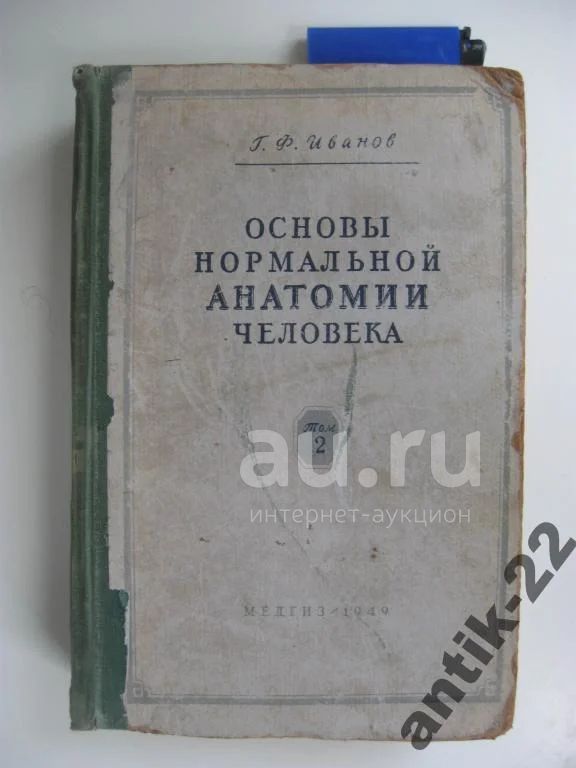 Г. Ф. Иванов
ОСНОВЫ
НОРМАЛЬНОЙ
АНАТОМИИ
ЧЕЛОВЕКА
Том
2
au.ru
интернет-аукцион
МЕДГИЗ-1949
antik-22